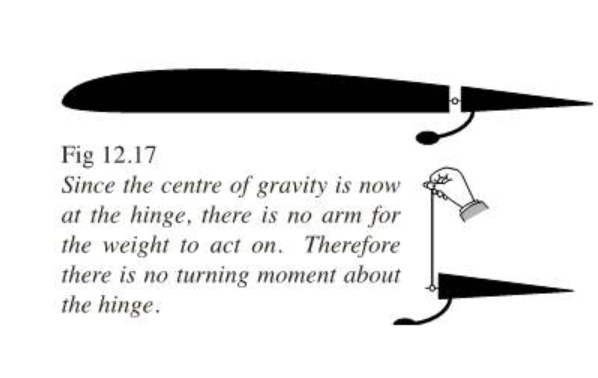 Fig 12.17
Since the centre of gravity is now
at the hinge, there is no arm for
the weight to act on. Therefore
there is no turning moment about
the hinge.